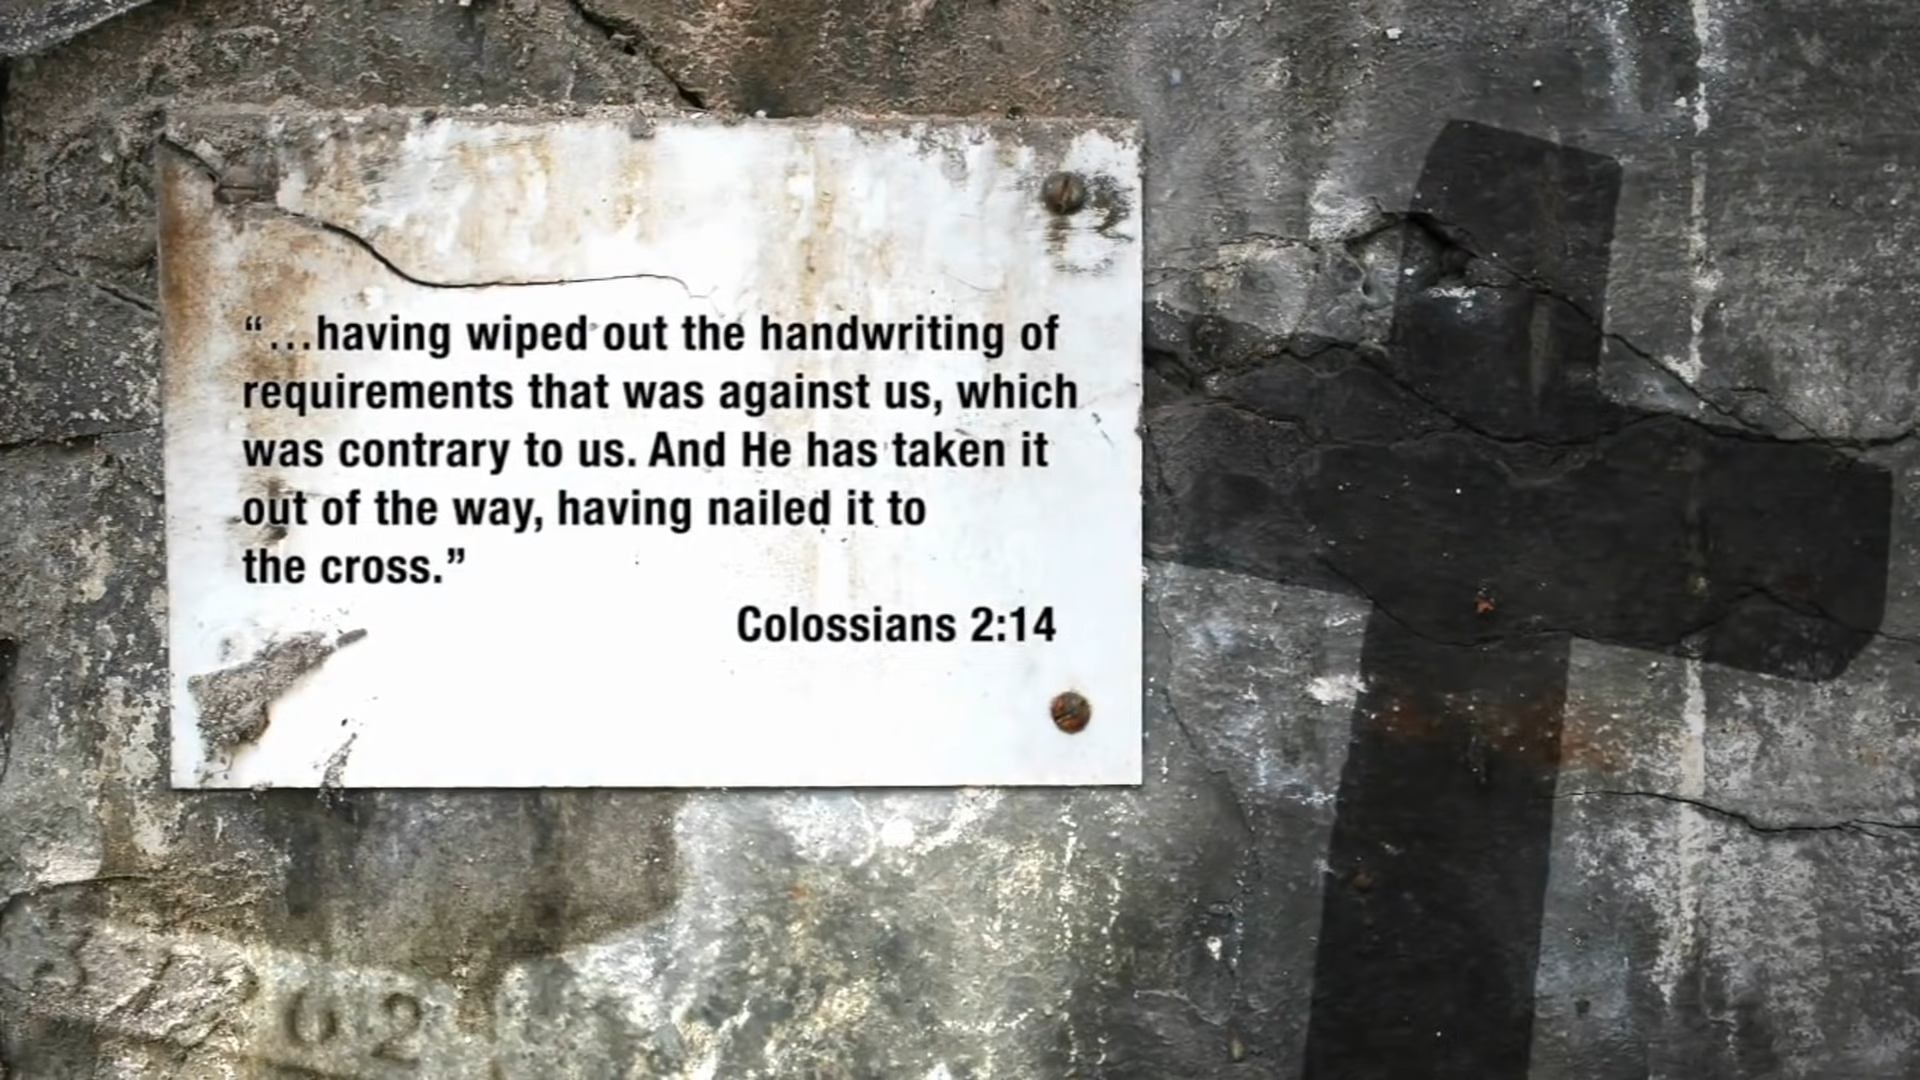 “…having wiped out the handwriting of
requirements that was against us, which
was contrary to us. And He has taken it
out of the way, having nailed it to
the cross.”
Colossians 2:14